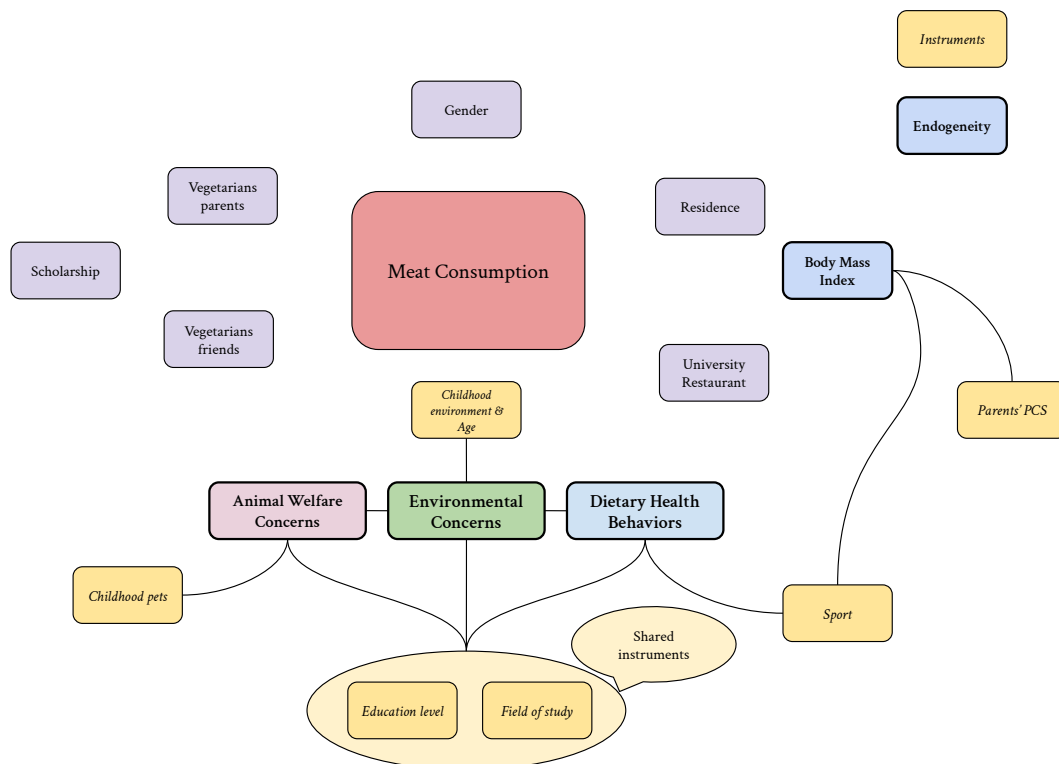 Instruments
Gender
Endogeneity
Vegetarians
parents
Residence
Scholarship
Meat Consumption
Body Mass
Index
Vegetarians
friends
University
Restaurant
Childhood
environment &
Age
Parents' PCS
Animal Welfare
Concerns
Environmental
Concerns
Dietary Health
Behaviors
Childhood pets
Sport
Shared
instruments
Education level
Field of study